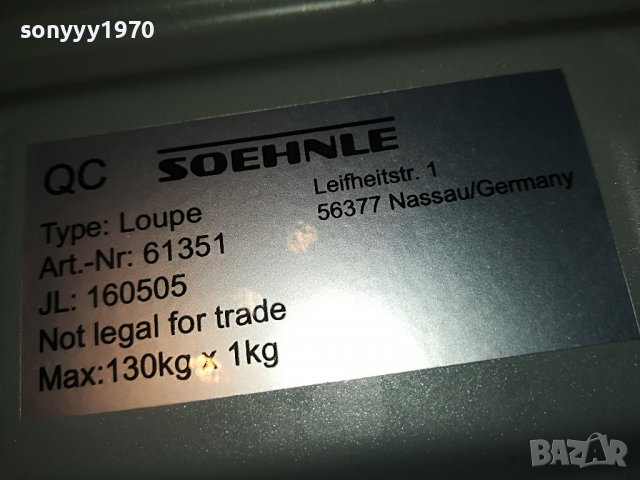 sonyyy1970
QC SOEHNLE
Type: Loupe
Art.-Nr: 61351
JL: 160505
Not legal for trade
Max:130kg x 1kg
Leifheitstr. 1
56377 Nassau/Germany
BAZAR